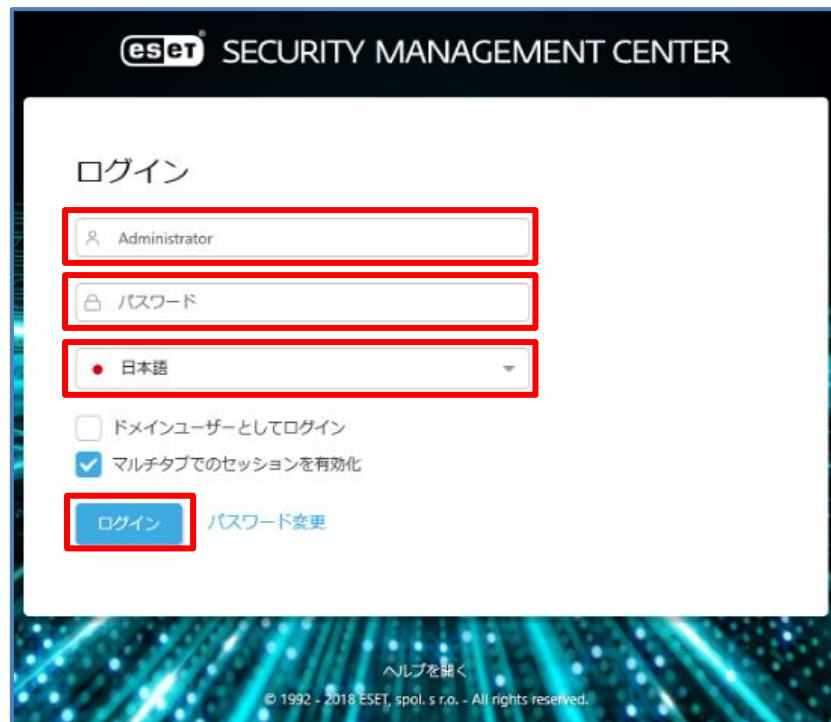 eset® SECURITY MANAGEMENT CENTER
ログイン
Administrator
パスワード
日本語
ドメインユーザーとしてログイン
マルチタブでのセッションを有効化
ログイン パスワード変更
ヘルプを開く
© 1992 - 2018 ESET, spol. s r.o. - All rights reserved.